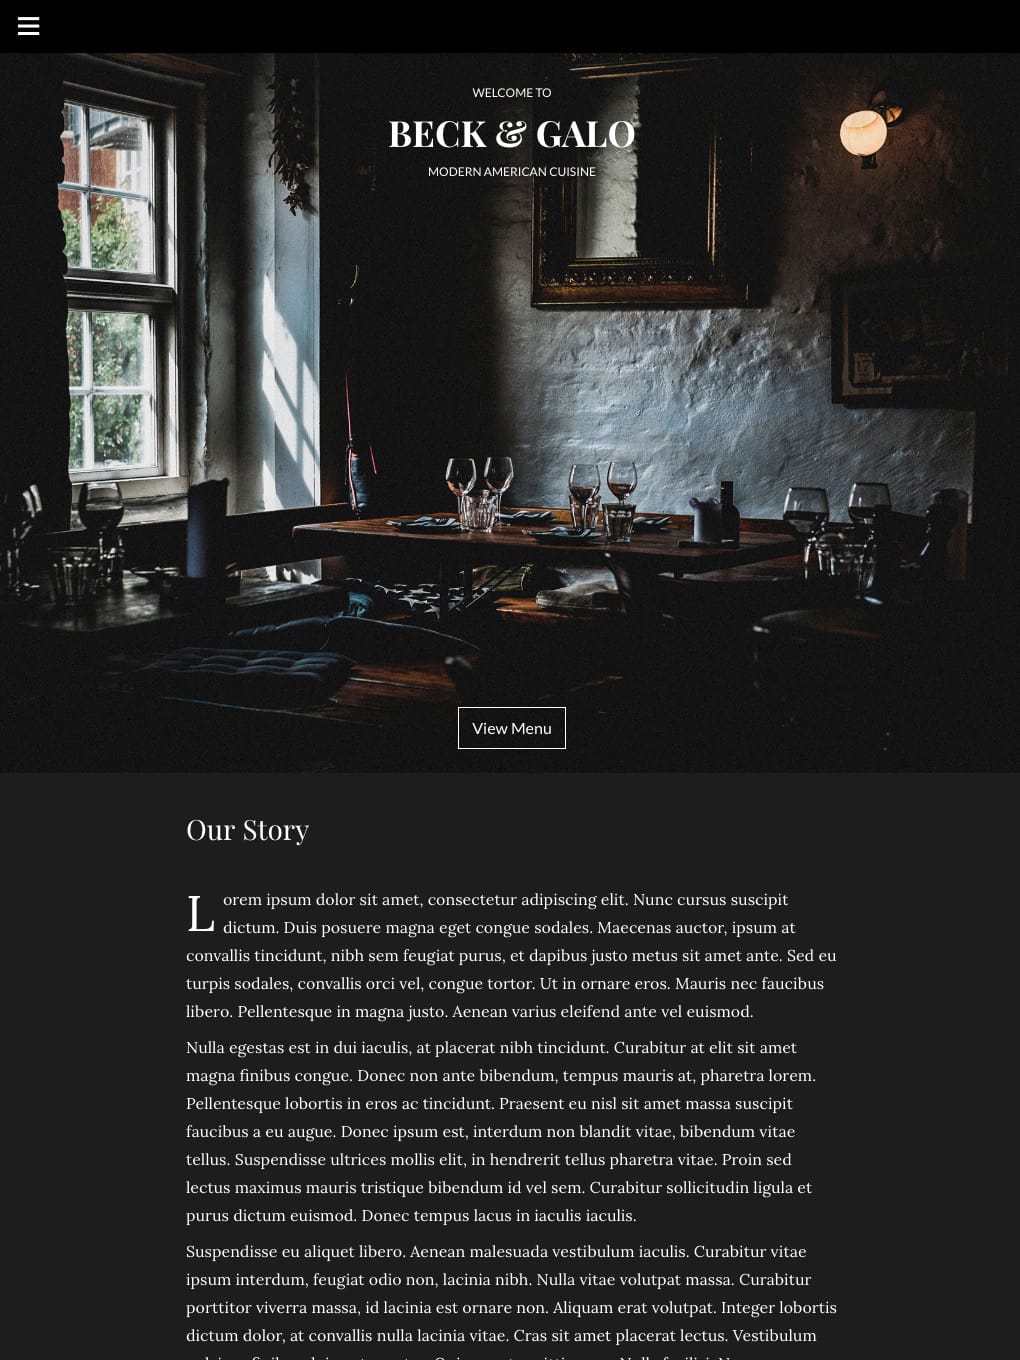 WELCOME TO
BECK & GALO
MODERN AMERICAN CUISINE
View Menu
Our Story
Lorem ipsum dolor sit amet, consectetur adipiscing elit. Nunc cursus suscipit
dictum. Duis posuere magna eget congue sodales. Maecenas auctor, ipsum at
convallis tincidunt, nibh sem feugiat purus, et dapibus justo metus sit amet ante. Sed eu
turpis sodales, convallis orci vel, congue tortor. Ut in ornare eros. Mauris nec faucibus
libero. Pellentesque in magna justo. Aenean varius eleifend ante vel euismod.
Nulla egestas est in dui iaculis, at placerat nibh tincidunt. Curabitur at elit sit amet
magna finibus congue. Donec non ante bibendum, tempus mauris at, pharetra lorem.
Pellentesque lobortis in eros ac tincidunt. Praesent eu nisl sit amet massa suscipit
faucibus a eu augue. Donec ipsum est, interdum non blandit vitae, bibendum vitae
tellus. Suspendisse ultrices mollis elit, in hendrerit tellus pharetra vitae. Proin sed
lectus maximus mauris tristique bibendum id vel sem. Curabitur sollicitudin ligula et
purus dictum euismod. Donec tempus lacus in iaculis iaculis.
Suspendisse eu aliquet libero. Aenean malesuada vestibulum iaculis. Curabitur vitae
ipsum interdum, feugiat odio non, lacinia nibh. Nulla vitae volutpat massa. Curabitur
porttitor viverra massa, id lacinia est ornare non. Aliquam erat volutpat. Integer lobortis
dictum dolor, at convallis nulla lacinia vitae. Cras sit amet placerat lectus. Vestibulum